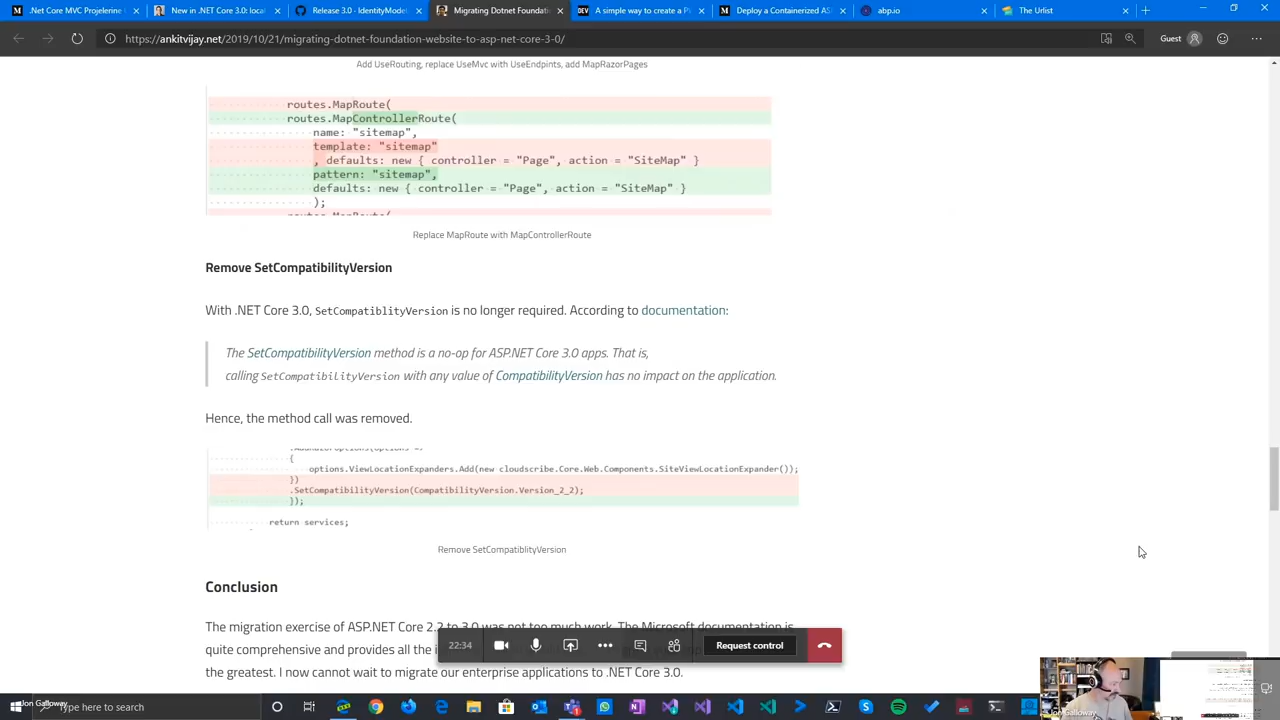 .Net Core MVC Projelerine I
New in .NET Core 3.0: local
Release 3.0 · IdentityModel
Migrating Dotnet Foundatio
A simple way to create a Pi
Deploy a Containerized AS
abp.io
The Urlist
https://ankitvijay.net/2019/10/21/migrating-dotnet-foundation-website-to-asp-net-core-3-0/
Guest
Add UseRouting, replace UseMvc with UseEndpints, add MapRazorPages
routes.MapRoute(
routes.MapControllerRoute(
name: "sitemap",
template: "sitemap"
, defaults: new { controller = "Page", action = "SiteMap" }
pattern: "sitemap",
defaults: new { controller = "Page", action = "SiteMap" }
);
routes.MapRoute(
Replace MapRoute with MapControllerRoute
Remove SetCompatibilityVersion
With .NET Core 3.0, SetCompatiblityVersion is no longer required. According to documentation:
The SetCompatibilityVersion method is a no-op for ASP.NET Core 3.0 apps. That is,
calling SetCompatibilityVersion with any value of CompatibilityVersion has no impact on the application.
Hence, the method call was removed.
{
options.ViewLocationExpanders.Add(new cloudscribe.Core.Web.Components.SiteViewLocationExpander());
})
.SetCompatibilityVersion(CompatibilityVersion.Version_2_2);
});
return services;
Remove SetCompatiblityVersion
Conclusion
The migration exercise of ASP.NET Core 2.2 to 3.0 was not too much work. The Microsoft documentation is
quite comprehensive and provides all the
the greatest. I now cannot wait to migrate our enterprise applications to .NET Core 3.0.
22:34
Request control
Jon Galloway
Type here to search
Jon Galloway